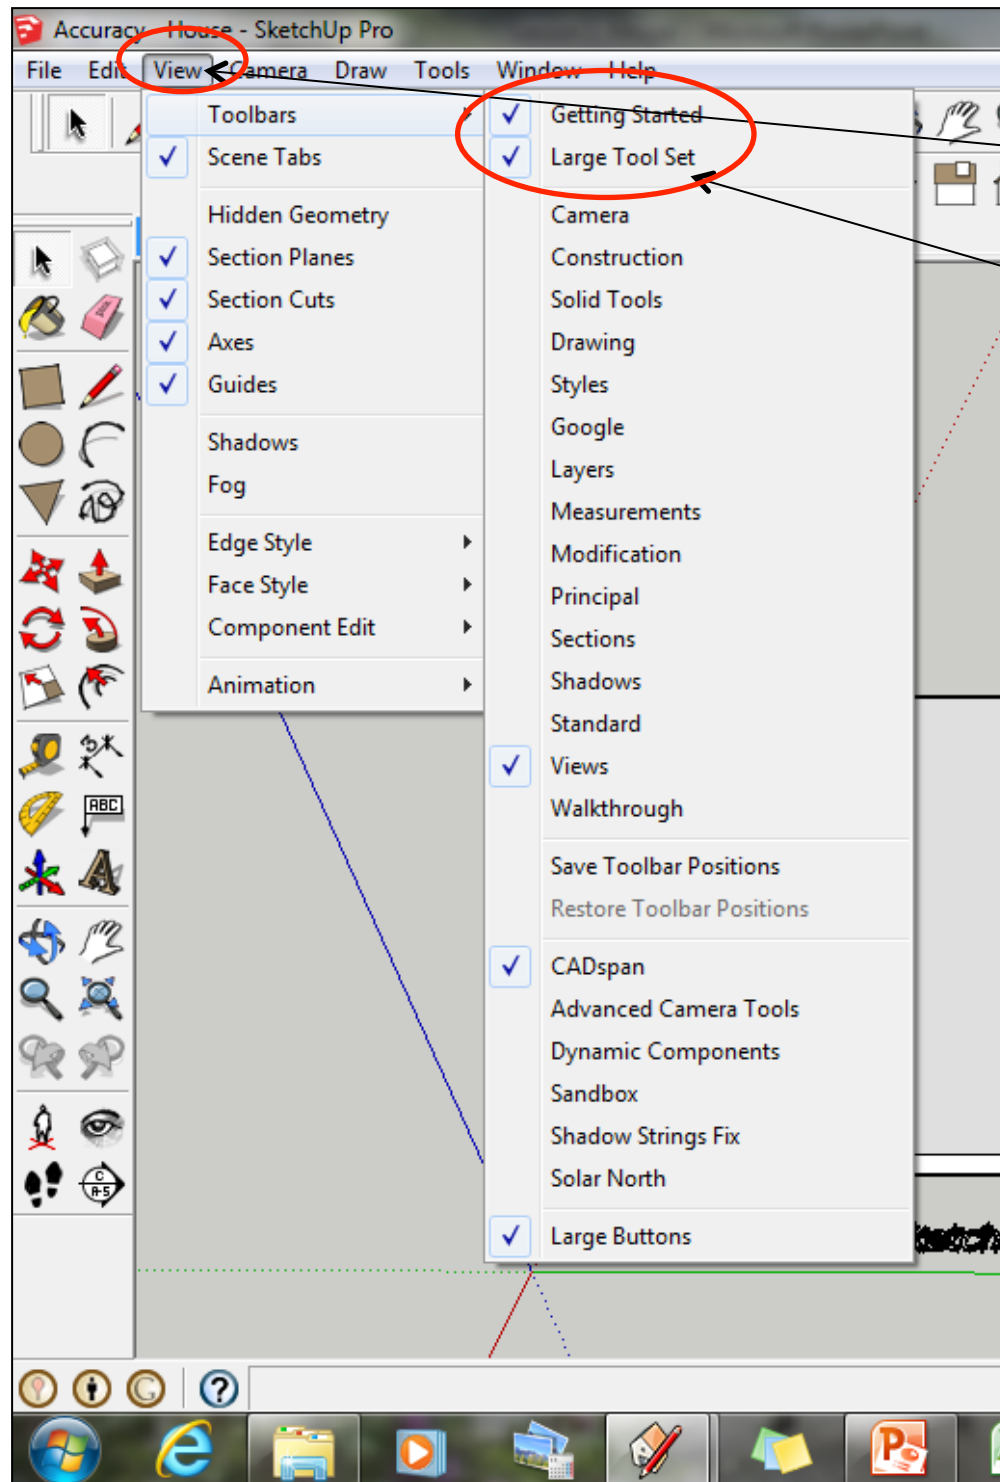 Accuracy - House - SketchUp Pro
File Edit View Camera Draw Tools Window Help
Toolbars
Scene Tabs
Hidden Geometry
Section Planes
Section Cuts
Axes
Guides
Shadows
Fog
Edge Style
Face Style
Component Edit
Animation
Getting Started
Large Tool Set
Camera
Construction
Solid Tools
Drawing
Styles
Google
Layers
Measurements
Modification
Principal
Sections
Shadows
Standard
Views
Walkthrough
Save Toolbar Positions
Restore Toolbar Positions
CADspan
Advanced Camera Tools
Dynamic Components
Sandbox
Shadow Strings Fix
Solar North
Large Buttons
ABC
A
C
A-5
G
?
P